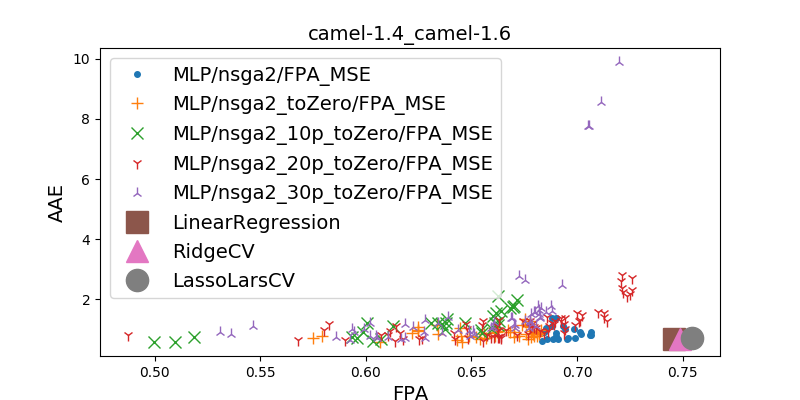 camel-1.4_camel-1.6
10
8
6
4
2
AAE
MLP/nsga2/FPA_MSE
MLP/nsga2_toZero/FPA_MSE
MLP/nsga2_10p_toZero/FPA_MSE
MLP/nsga2_20p_toZero/FPA_MSE
MLP/nsga2_30p_toZero/FPA_MSE
LinearRegression
RidgeCV
LassoLarsCV
0.50 0.55 0.60 0.65 0.70 0.75
FPA